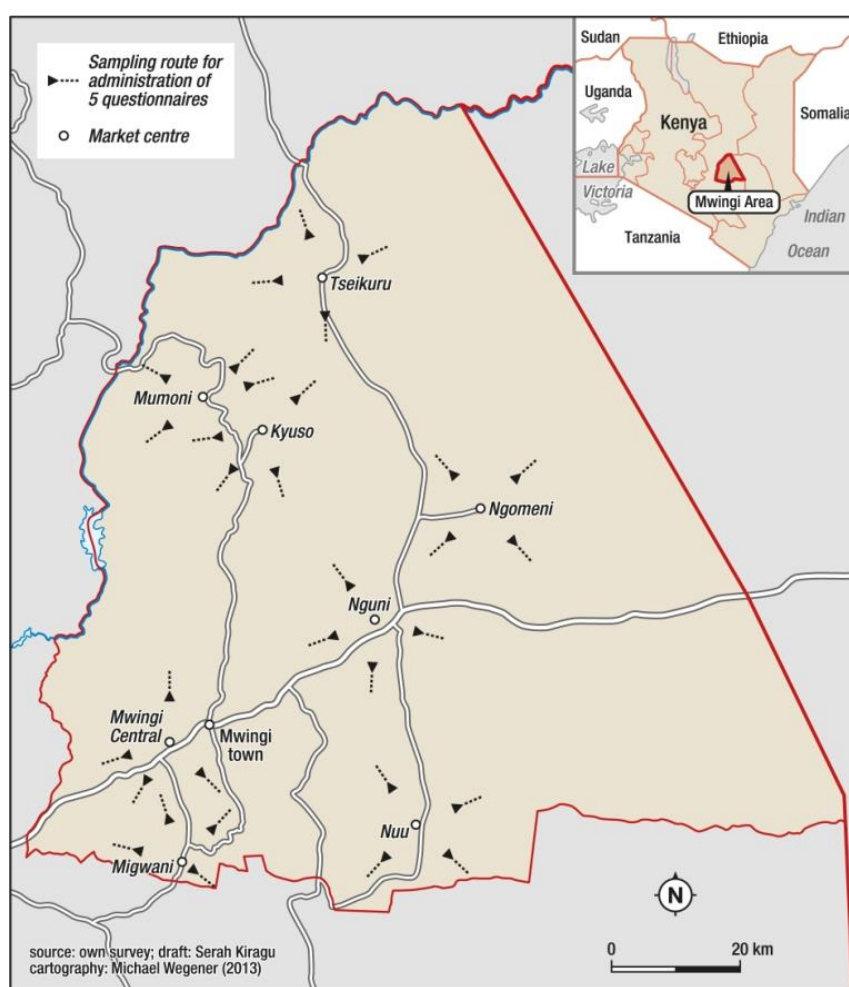 Sampling route for
administration of
5 questionnaires
Market centre
Sudan
Ethiopia
Uganda
Kenya
Somalia
Lake
Victoria
Mwingi Area
Indian
Ocean
Tanzania
Tseikuru
Mumoni
Kyuso
Ngomeni
Nguni
Mwingi
Central
Mwingi
town
Nuu
Migwani
N
source: own survey; draft: Serah Kiragu
cartography: Michael Wegener (2013)
0 20 km